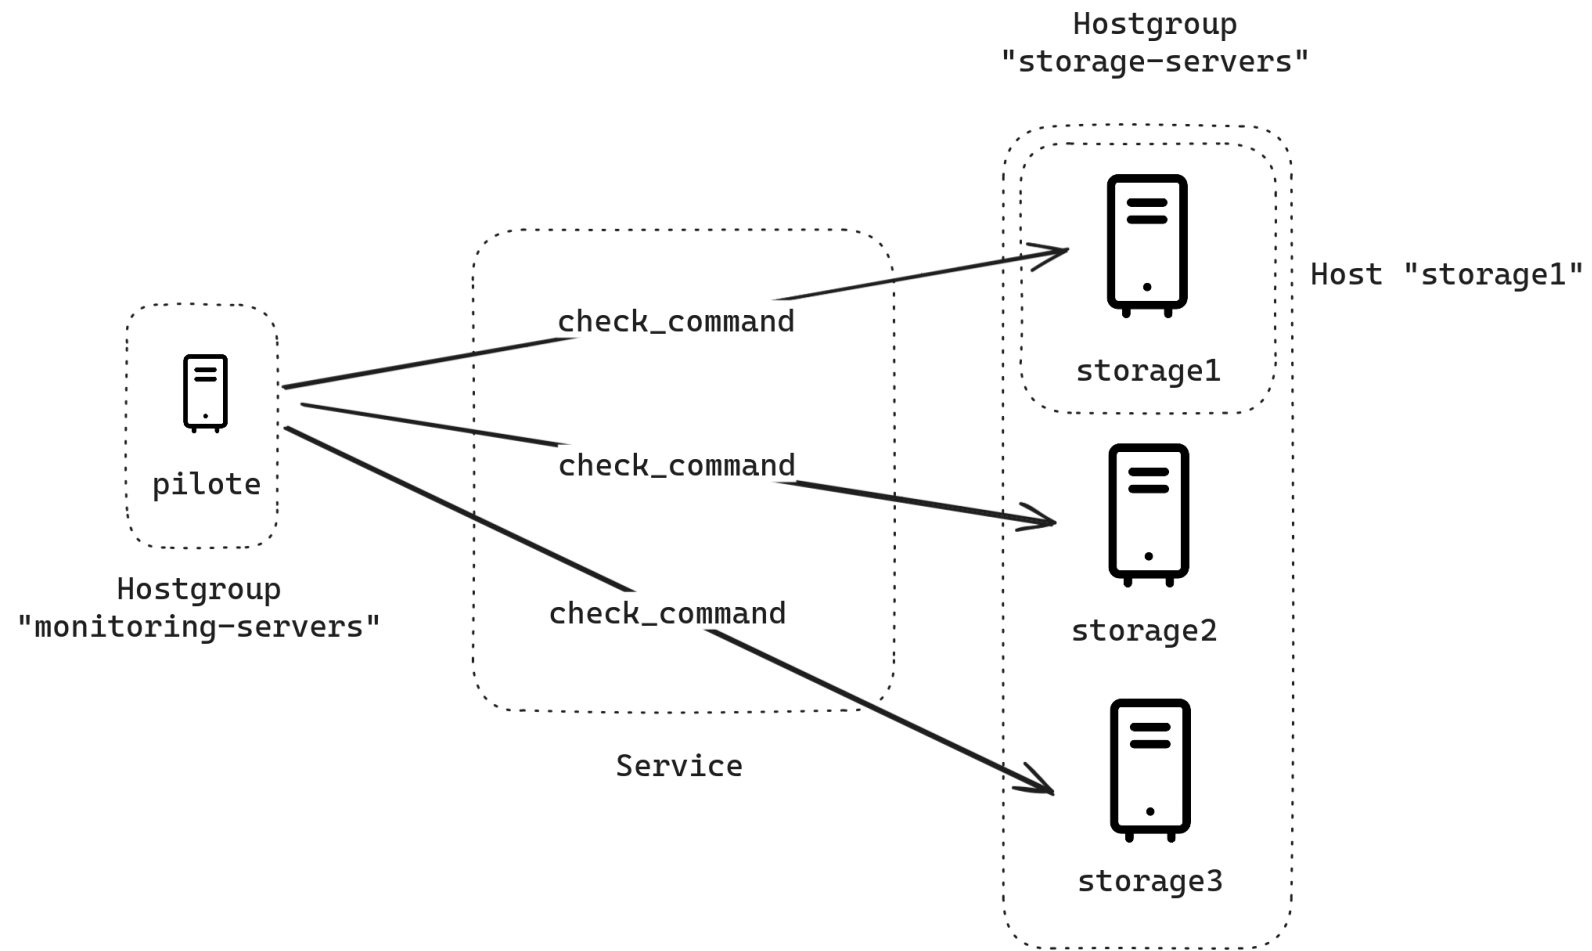 Hostgroup
"storage-servers"
Host "storage1"
check_command
storage1
check_command
pilote
Hostgroup
"monitoring-servers"
check_command
storage2
Service
storage3